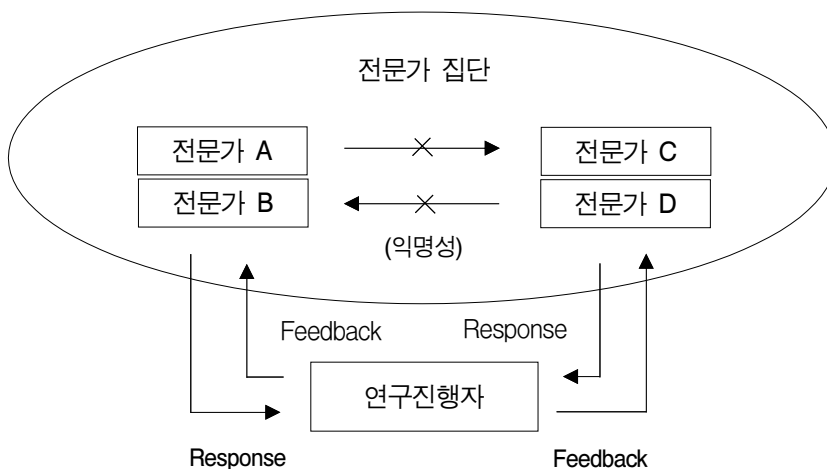 전문가 집단
전문가 A
전문가 C
전문가 B
전문가 D
(익명성)
Feedback
Response
연구진행자
Response
Feedback